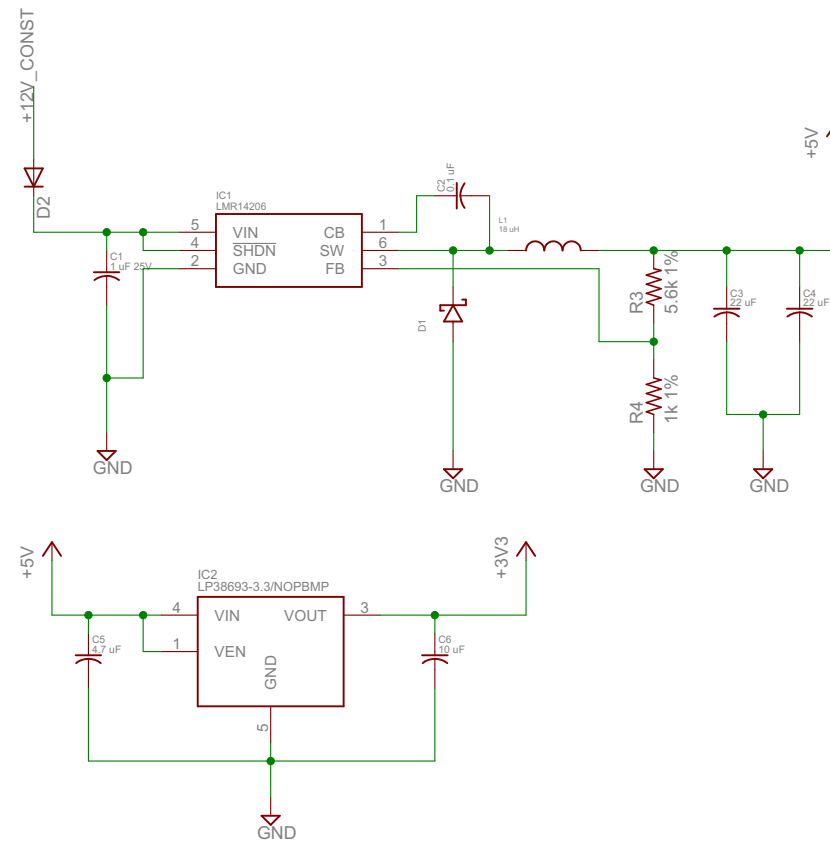 +12V_CONST
D2
C1
1 uF 25V
GND
IC1
LMR14206
5 VIN CB 1
4 SHDN SW 6
2 GND FB 3
C2
0.1 uF
L1
18 uH
D1
GND
R3
5.6k 1%
R4
1k 1%
GND
C3
22 uF
C4
22 uF
GND
+5V
+5V
C5
4.7 uF
IC2
LP38693-3.3/NOPBMP
4 VIN VOUT 3
1 VEN
GND
5
C6
10 uF
+3V3
GND